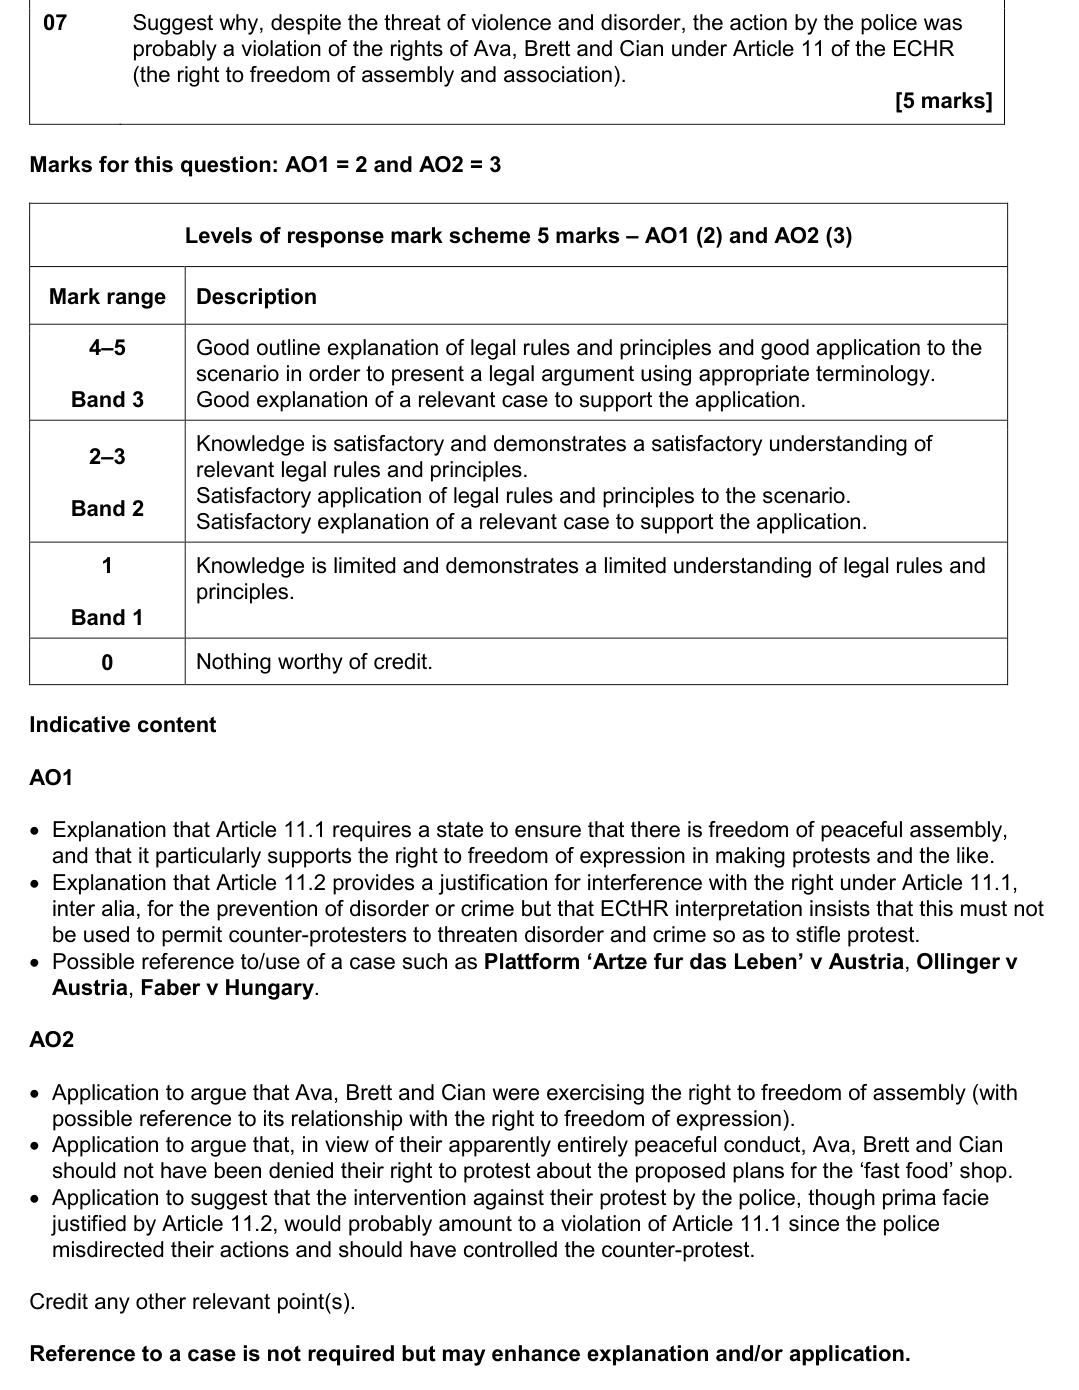 07 Suggest why, despite the threat of violence and disorder, the action by the police was
probably a violation of the rights of Ava, Brett and Cian under Article 11 of the ECHR
(the right to freedom of assembly and association).
[5 marks]
Marks for this question: AO1 = 2 and AO2 = 3
Levels of response mark scheme 5 marks – AO1 (2) and AO2 (3)
Mark range Description
4–5
Band 3
Good outline explanation of legal rules and principles and good application to the
scenario in order to present a legal argument using appropriate terminology.
Good explanation of a relevant case to support the application.
2–3
Band 2
Knowledge is satisfactory and demonstrates a satisfactory understanding of
relevant legal rules and principles.
Satisfactory application of legal rules and principles to the scenario.
Satisfactory explanation of a relevant case to support the application.
1
Band 1
Knowledge is limited and demonstrates a limited understanding of legal rules and
principles.
0 Nothing worthy of credit.
Indicative content
AO1
• Explanation that Article 11.1 requires a state to ensure that there is freedom of peaceful assembly,
and that it particularly supports the right to freedom of expression in making protests and the like.
• Explanation that Article 11.2 provides a justification for interference with the right under Article 11.1,
inter alia, for the prevention of disorder or crime but that ECtHR interpretation insists that this must not
be used to permit counter-protesters to threaten disorder and crime so as to stifle protest.
• Possible reference to/use of a case such as Plattform ‘Artze fur das Leben’ v Austria, Ollinger v
Austria, Faber v Hungary.
AO2
• Application to argue that Ava, Brett and Cian were exercising the right to freedom of assembly (with
possible reference to its relationship with the right to freedom of expression).
• Application to argue that, in view of their apparently entirely peaceful conduct, Ava, Brett and Cian
should not have been denied their right to protest about the proposed plans for the ‘fast food’ shop.
• Application to suggest that the intervention against their protest by the police, though prima facie
justified by Article 11.2, would probably amount to a violation of Article 11.1 since the police
misdirected their actions and should have controlled the counter-protest.
Credit any other relevant point(s).
Reference to a case is not required but may enhance explanation and/or application.